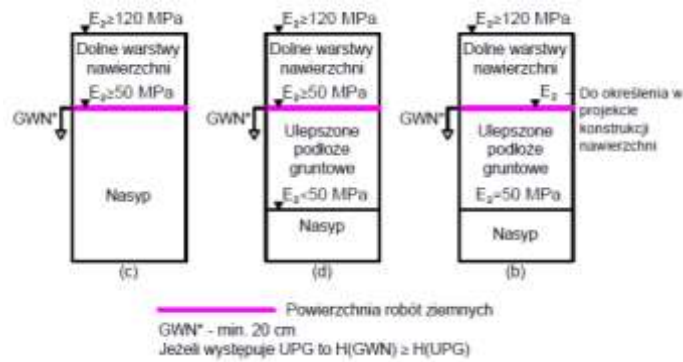 E₂≥120 MPa
Dolne warstwy
nawierzchni
E₂≥50 MPa
GWN*
Nasyp
(c)
E₂≥120 MPa
Dolne warstwy
nawierzchni
E₂≥50 MPa
GWN*
Ulepszone
podłoże
gruntowe
E₂<50 MPa
Nasyp
(d)
E₂≥120 MPa
Dolne warstwy
nawierzchni
E₂
GWN*
Ulepszone
podłoże
gruntowe
E₂=50 MPa
Nasyp
(b)
Do określenia w
projekcie
konstrukcji
nawierzchni
Powierzchnia robót ziemnych
GWN* - min. 20 cm
Jeżeli występuje UPG to H(GWN) ≥ H(UPG)